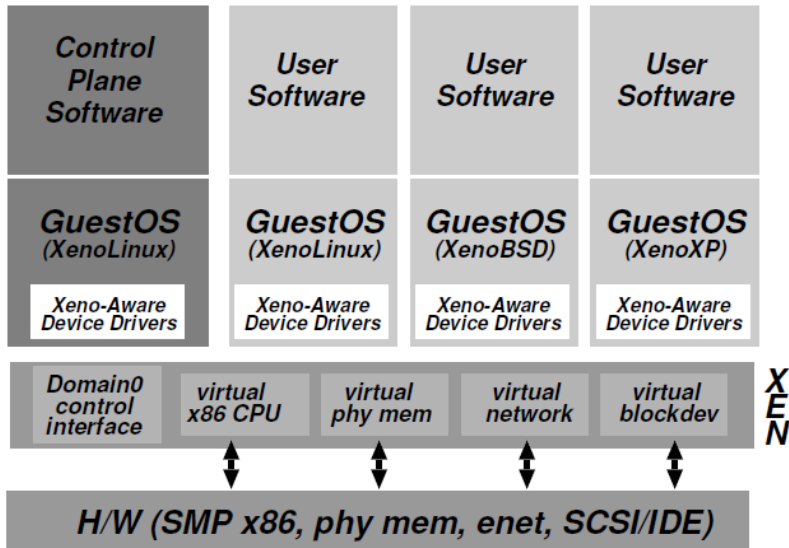 Control
Plane
Software
User
Software
User
Software
User
Software
GuestOS
(XenoLinux)
Xeno-Aware
Device Drivers
GuestOS
(XenoLinux)
Xeno-Aware
Device Drivers
GuestOS
(XenoBSD)
Xeno-Aware
Device Drivers
GuestOS
(XenoXP)
Xeno-Aware
Device Drivers
Domain0
control
interface
virtual
x86 CPU
virtual
phy mem
virtual
network
virtual
blockdev
XEN
H/W (SMP x86, phy mem, enet, SCSI/IDE)